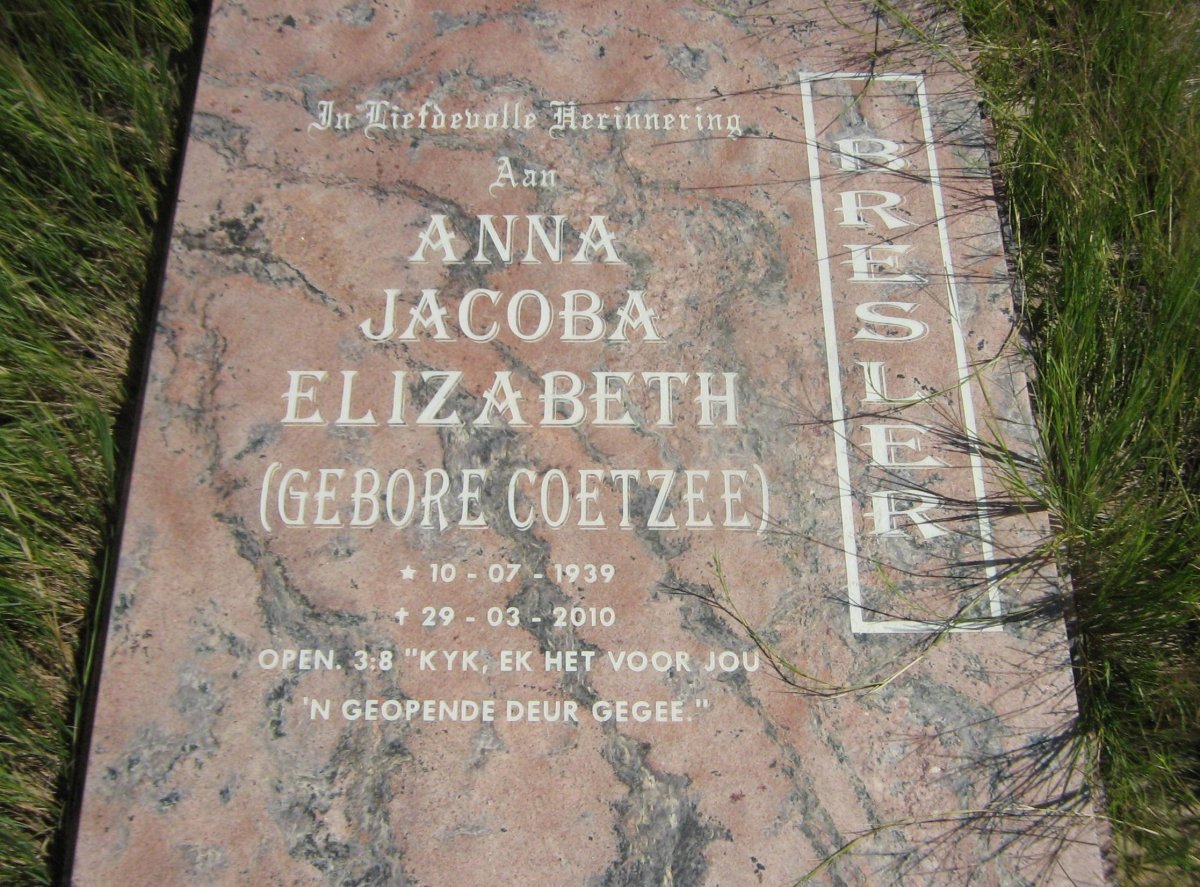 In Liefdevolle Herinnering
Aan
ANNA
JACOBA
ELIZABETH
(GEBORE COETZEE)
★ 10 - 07 - 1939
✝ 29 - 03 - 2010
OPEN. 3:8 "KYK, EK HET VOOR JOU
'N GEOPENDE DEUR GEGEE."
BRESLER